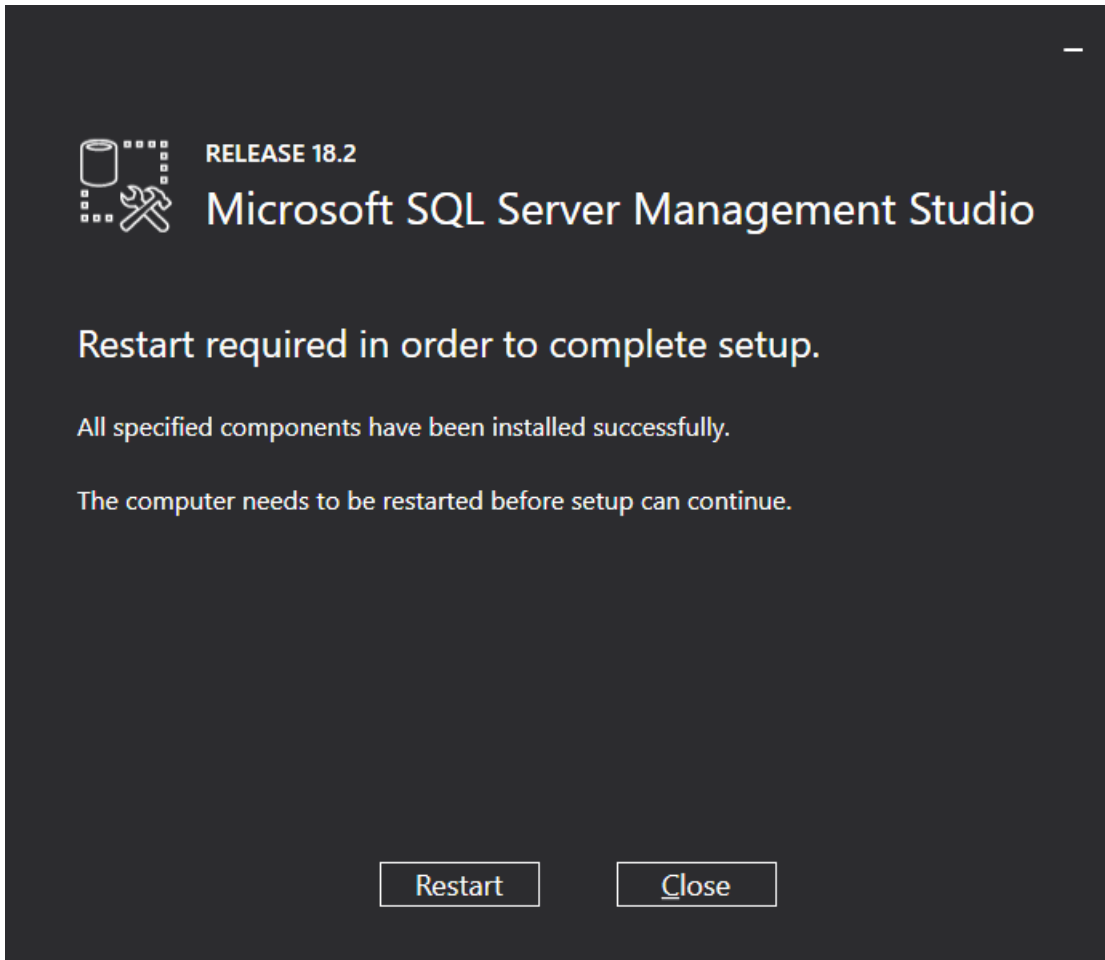 RELEASE 18.2
Microsoft SQL Server Management Studio
Restart required in order to complete setup.
All specified components have been installed successfully.
The computer needs to be restarted before setup can continue.
Restart
Close